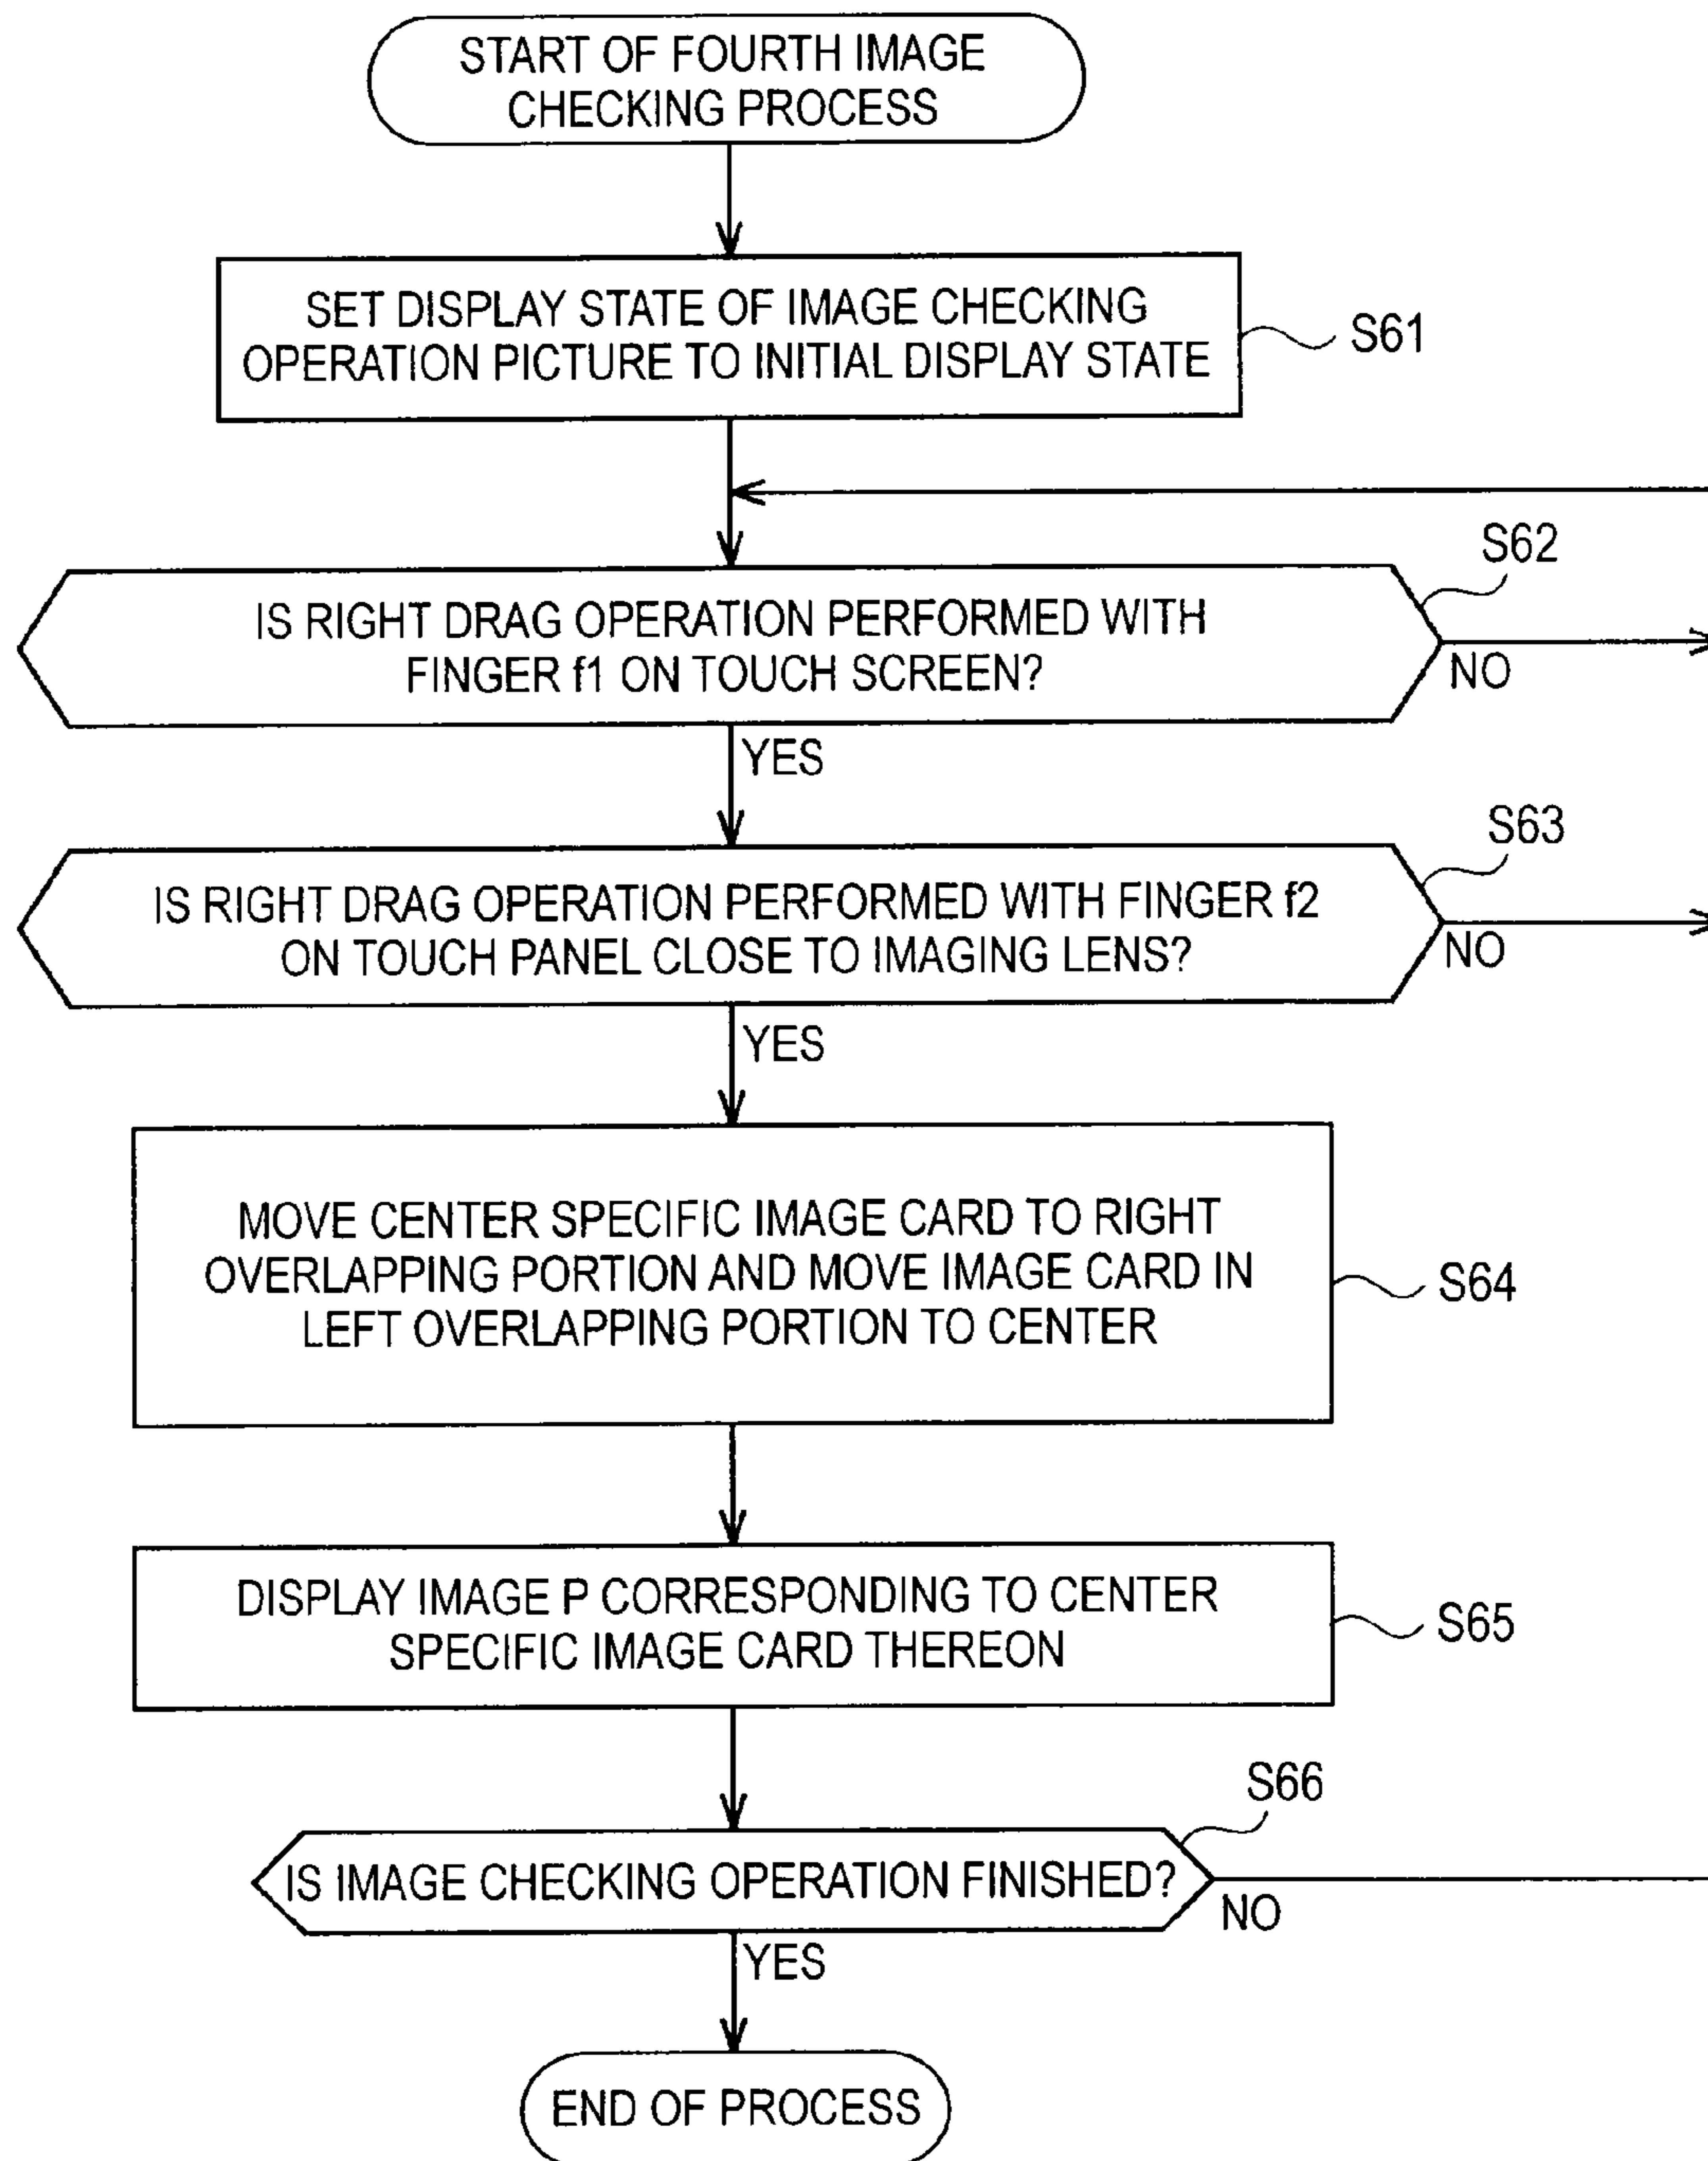 START OF FOURTH IMAGE
CHECKING PROCESS
SET DISPLAY STATE OF IMAGE CHECKING
OPERATION PICTURE TO INITIAL DISPLAY STATE
S61
S62
IS RIGHT DRAG OPERATION PERFORMED WITH
FINGER f1 ON TOUCH SCREEN?
NO
YES
S63
IS RIGHT DRAG OPERATION PERFORMED WITH FINGER f2
ON TOUCH PANEL CLOSE TO IMAGING LENS?
NO
YES
MOVE CENTER SPECIFIC IMAGE CARD TO RIGHT
OVERLAPPING PORTION AND MOVE IMAGE CARD IN
LEFT OVERLAPPING PORTION TO CENTER
S64
DISPLAY IMAGE P CORRESPONDING TO CENTER
SPECIFIC IMAGE CARD THEREON
S65
S66
IS IMAGE CHECKING OPERATION FINISHED?
NO
YES
END OF PROCESS